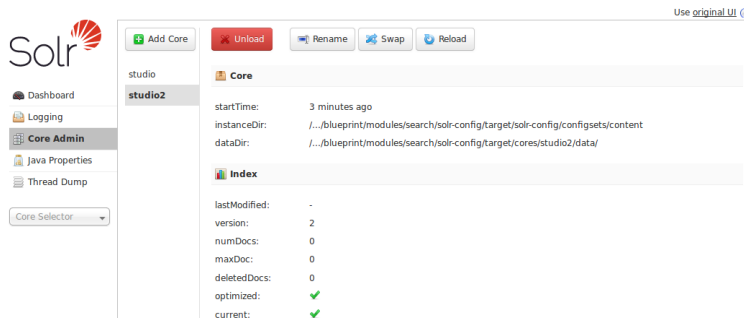 Use original UI
Solr
Add Core
Unload
Rename
Swap
Reload
studio
studio2
Dashboard
Logging
Core Admin
Java Properties
Thread Dump
Core Selector
Core
startTime: 3 minutes ago
instanceDir: /.../blueprint/modules/search/solr-config/target/solr-config/configsets/content
dataDir: /.../blueprint/modules/search/solr-config/target/cores/studio2/data/
Index
lastModified: -
version: 2
numDocs: 0
maxDoc: 0
deletedDocs: 0
optimized:
current: